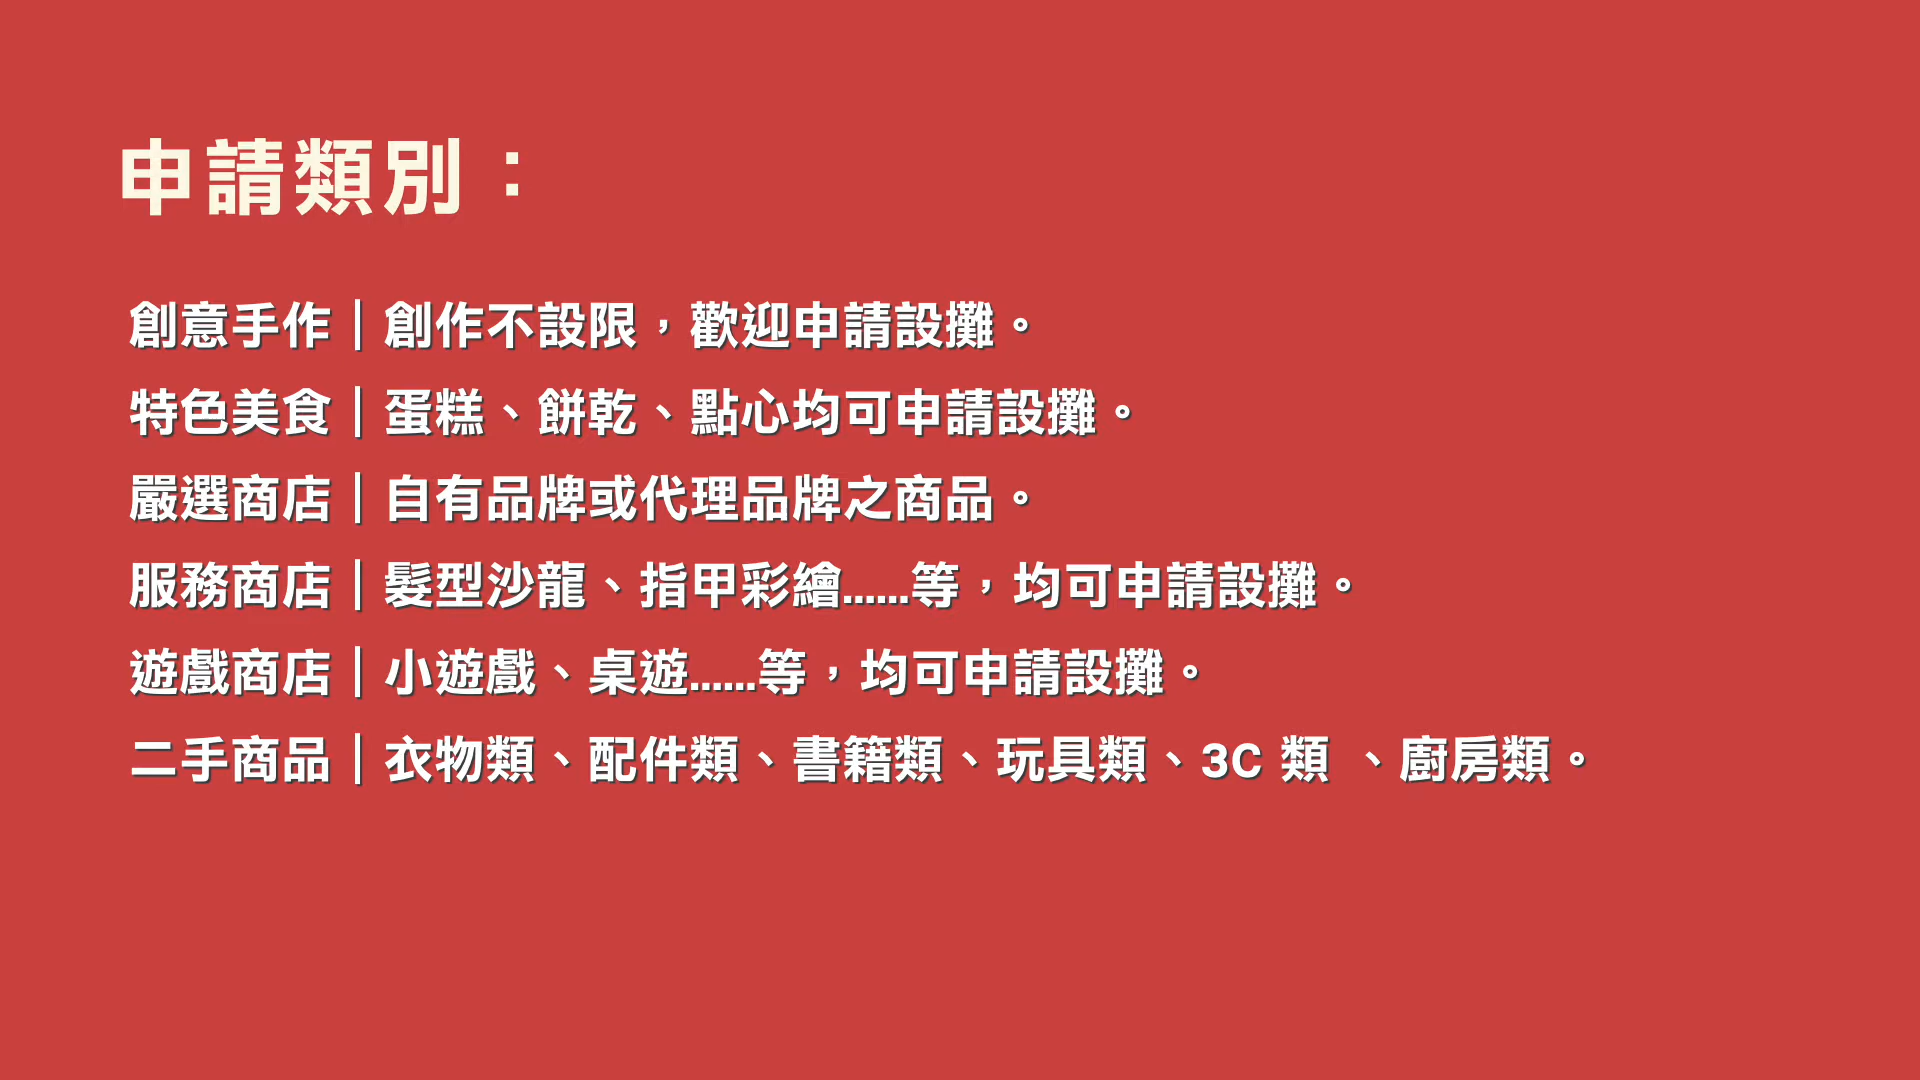 申請類別：
創意手作｜創作不設限，歡迎申請設攤。
特色美食｜蛋糕、餅乾、點心均可申請設攤。
嚴選商店｜自有品牌或代理品牌之商品。
服務商店｜髮型沙龍、指甲彩繪......等，均可申請設攤。
遊戲商店｜小遊戲、桌遊......等，均可申請設攤。
二手商品｜衣物類、配件類、書籍類、玩具類、3C 類 、廚房類。